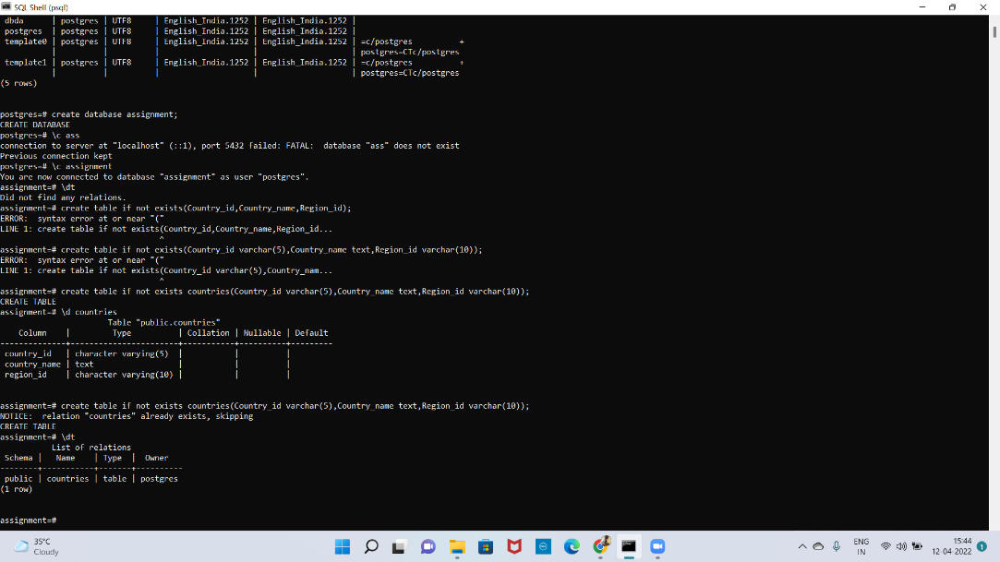 SQL Shell (psql)
dbda | postgres | UTF8 | English_India.1252 | English_India.1252 |
postgres | postgres | UTF8 | English_India.1252 | English_India.1252 |
template0 | postgres | UTF8 | English_India.1252 | English_India.1252 | =c/postgres +
| | | | | postgres=CTc/postgres
template1 | postgres | UTF8 | English_India.1252 | English_India.1252 | =c/postgres +
| | | | | postgres=CTc/postgres
(5 rows)
postgres=# create database assignment;
CREATE DATABASE
postgres=# \c ass
connection to server at "localhost" (::1), port 5432 failed: FATAL:  database "ass" does not exist
Previous connection kept
postgres=# \c assignment
You are now connected to database "assignment" as user "postgres".
assignment=# \dt
Did not find any relations.
assignment=# create table if not exists(Country_id,Country_name,Region_id);
ERROR:  syntax error at or near "("
LINE 1: create table if not exists(Country_id,Country_name,Region_id...
^
assignment=# create table if not exists(Country_id varchar(5),Country_name text,Region_id varchar(10));
ERROR:  syntax error at or near "("
LINE 1: create table if not exists(Country_id varchar(5),Country_nam...
^
assignment=# create table if not exists countries(Country_id varchar(5),Country_name text,Region_id varchar(10));
CREATE TABLE
assignment=# \d countries
Table "public.countries"
Column | Type | Collation | Nullable | Default
--------------+-----------------------+-----------+----------+---------
country_id | character varying(5) | | |
country_name | text | | |
region_id | character varying(10) | | |
assignment=# create table if not exists countries(Country_id varchar(5),Country_name text,Region_id varchar(10));
NOTICE:  relation "countries" already exists, skipping
CREATE TABLE
assignment=# \dt
List of relations
Schema | Name | Type | Owner
--------+-----------+-------+----------
public | countries | table | postgres
(1 row)
assignment=#
35°C
Cloudy
ENG
IN
15:44
12-04-2022
1